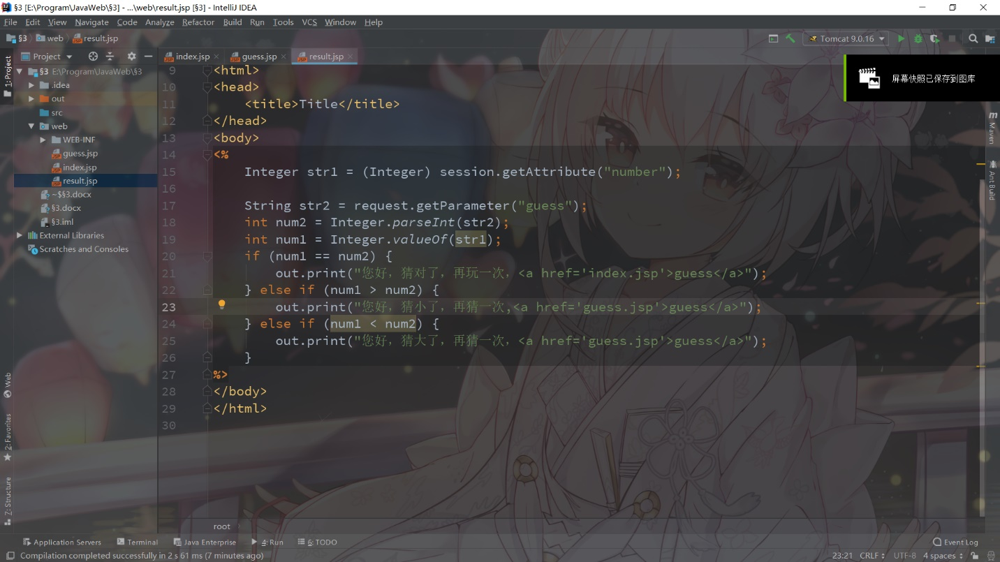 §3 [E:\Program\JavaWeb\§3] - ...\web\result.jsp [§3] - IntelliJ IDEA
File Edit View Navigate Code Analyze Refactor Build Run Tools VCS Window Help
§3 web result.jsp Tomcat 9.0.16
1: Project
Project
index.jsp guess.jsp result.jsp
屏幕快照已保存到图库
§3 E:\Program\JavaWeb\§3
.idea
out
src
web
WEB-INF
guess.jsp
index.jsp
result.jsp
~$§3.docx
§3.docx
§3.iml
External Libraries
Scratches and Consoles
9 <html>
10 <head>
11 <title>Title</title>
12 </head>
13 <body>
14 <%
15 Integer str1 = (Integer) session.getAttribute("number");
16
17 String str2 = request.getParameter("guess");
18 int num2 = Integer.parseInt(str2);
19 int num1 = Integer.valueOf(str1);
20 if (num1 == num2) {
21 out.print("您好，猜对了，再玩一次，<a href='index.jsp'>guess</a>");
22 } else if (num1 > num2) {
23 out.print("您好，猜小了，再猜一次,<a href='guess.jsp'>guess</a>");
24 } else if (num1 < num2) {
25 out.print("您好，猜大了，再猜一次，<a href='guess.jsp'>guess</a>");
26 }
27 %>
28 </body>
29 </html>
30
Maven
Ant Build
Web
2: Favorites
Z: Structure
root
Application Servers Terminal Java Enterprise 4: Run 6: TODO Event Log
Compilation completed successfully in 2 s 61 ms (7 minutes ago) 23:21 CRLF UTF-8 4 spaces